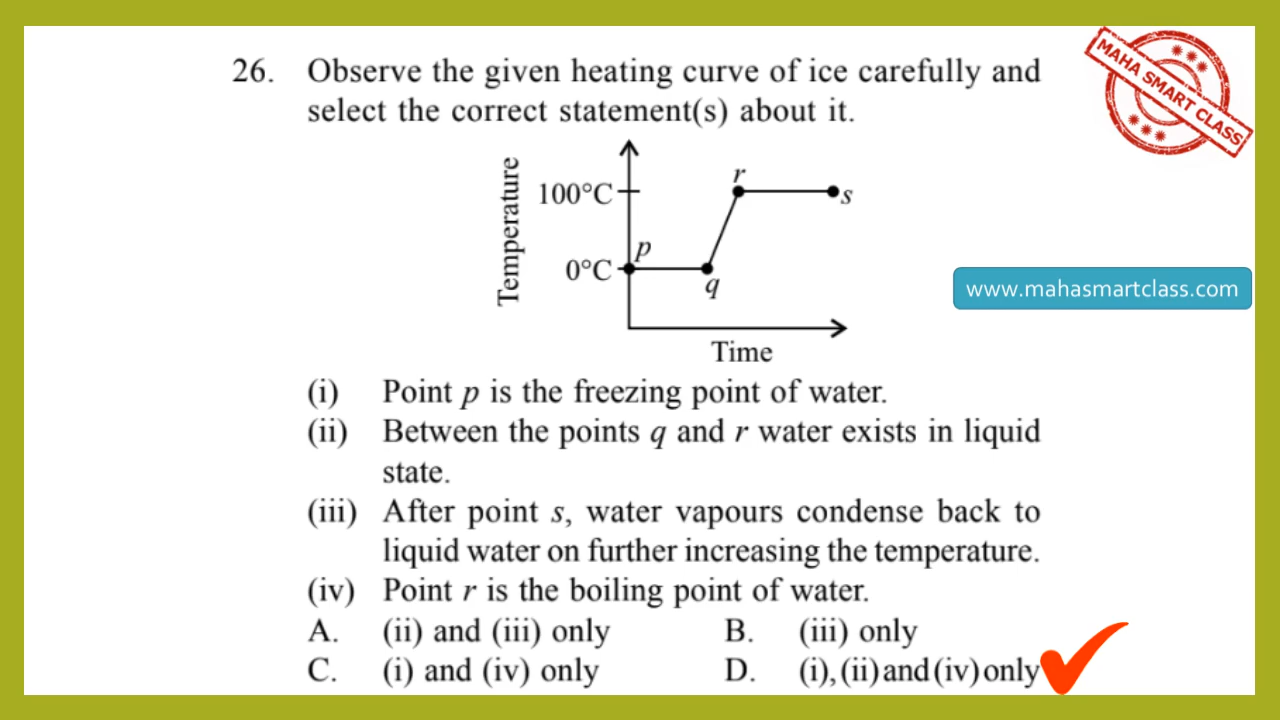 26. Observe the given heating curve of ice carefully and
select the correct statement(s) about it.
MAHA SMART CLASS
Temperature
100°C
r
s
p
0°C
q
www.mahasmartclass.com
Time
(i) Point p is the freezing point of water.
(ii) Between the points q and r water exists in liquid
state.
(iii) After point s, water vapours condense back to
liquid water on further increasing the temperature.
(iv) Point r is the boiling point of water.
A. (ii) and (iii) only B. (iii) only
C. (i) and (iv) only D. (i), (ii) and (iv) only